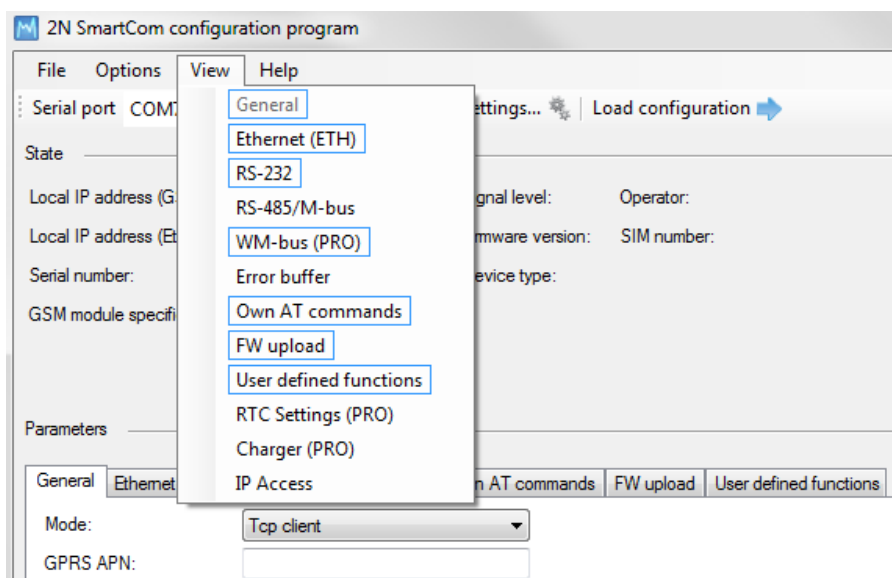 2N SmartCom configuration program
File Options View Help
Serial port COM7 ettings... Load configuration
General
Ethernet (ETH)
RS-232
RS-485/M-bus
WM-bus (PRO)
Error buffer
Own AT commands
FW upload
User defined functions
RTC Settings (PRO)
Charger (PRO)
IP Access
State
Local IP address (G gnal level: Operator:
Local IP address (Et mware version: SIM number:
Serial number: evice type:
GSM module specifi
Parameters
General Ethernet n AT commands FW upload User defined functions
Mode: Tcp client
GPRS APN: